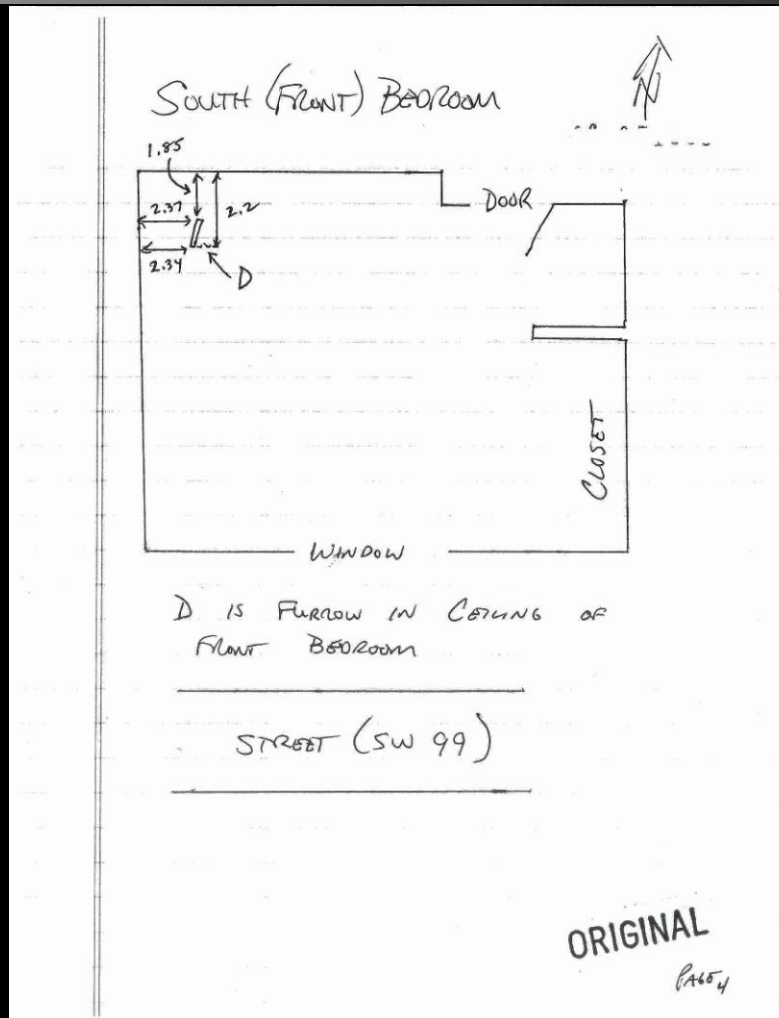 SOUTH (FRONT) BEDROOM
N
1.85
DOOR
2.37
2.2
2.34
D
CLOSET
WINDOW
D IS FURROW IN CEILING OF
FRONT BEDROOM
STREET (SW 99)
ORIGINAL
PAGE 4